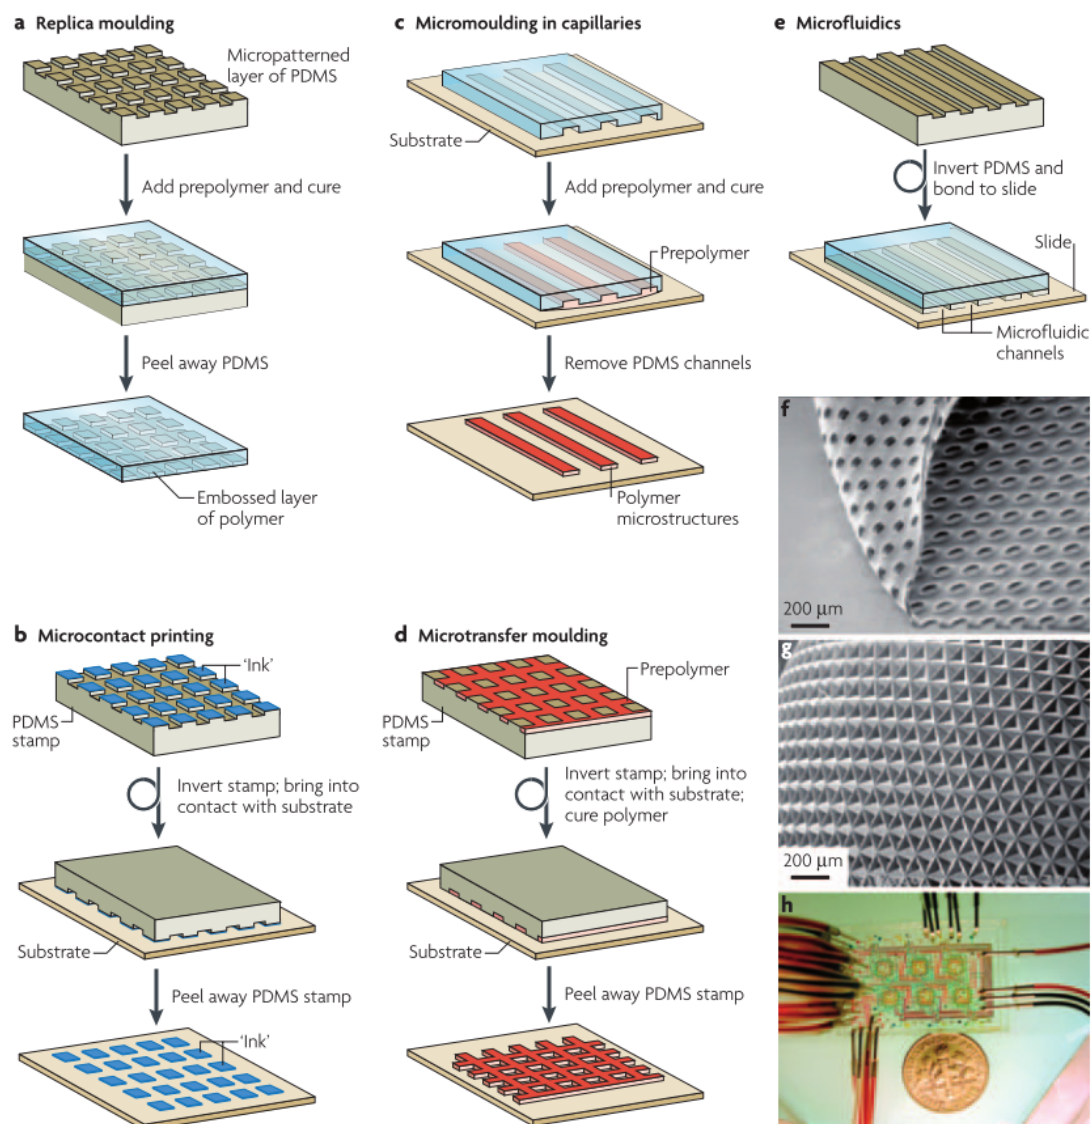 a Replica moulding
Micropatterned
layer of PDMS
Add prepolymer and cure
Peel away PDMS
Embossed layer
of polymer
c Micromoulding in capillaries
Substrate
Add prepolymer and cure
Prepolymer
Remove PDMS channels
Polymer
microstructures
e Microfluidics
Invert PDMS and
bond to slide
Slide
Microfluidic
channels
f
200 µm
b Microcontact printing
'Ink'
PDMS
stamp
Invert stamp; bring into
contact with substrate
Substrate
Peel away PDMS stamp
'Ink'
d Microtransfer moulding
Prepolymer
PDMS
stamp
Invert stamp; bring into
contact with substrate;
cure polymer
Substrate
Peel away PDMS stamp
g
200 µm
h